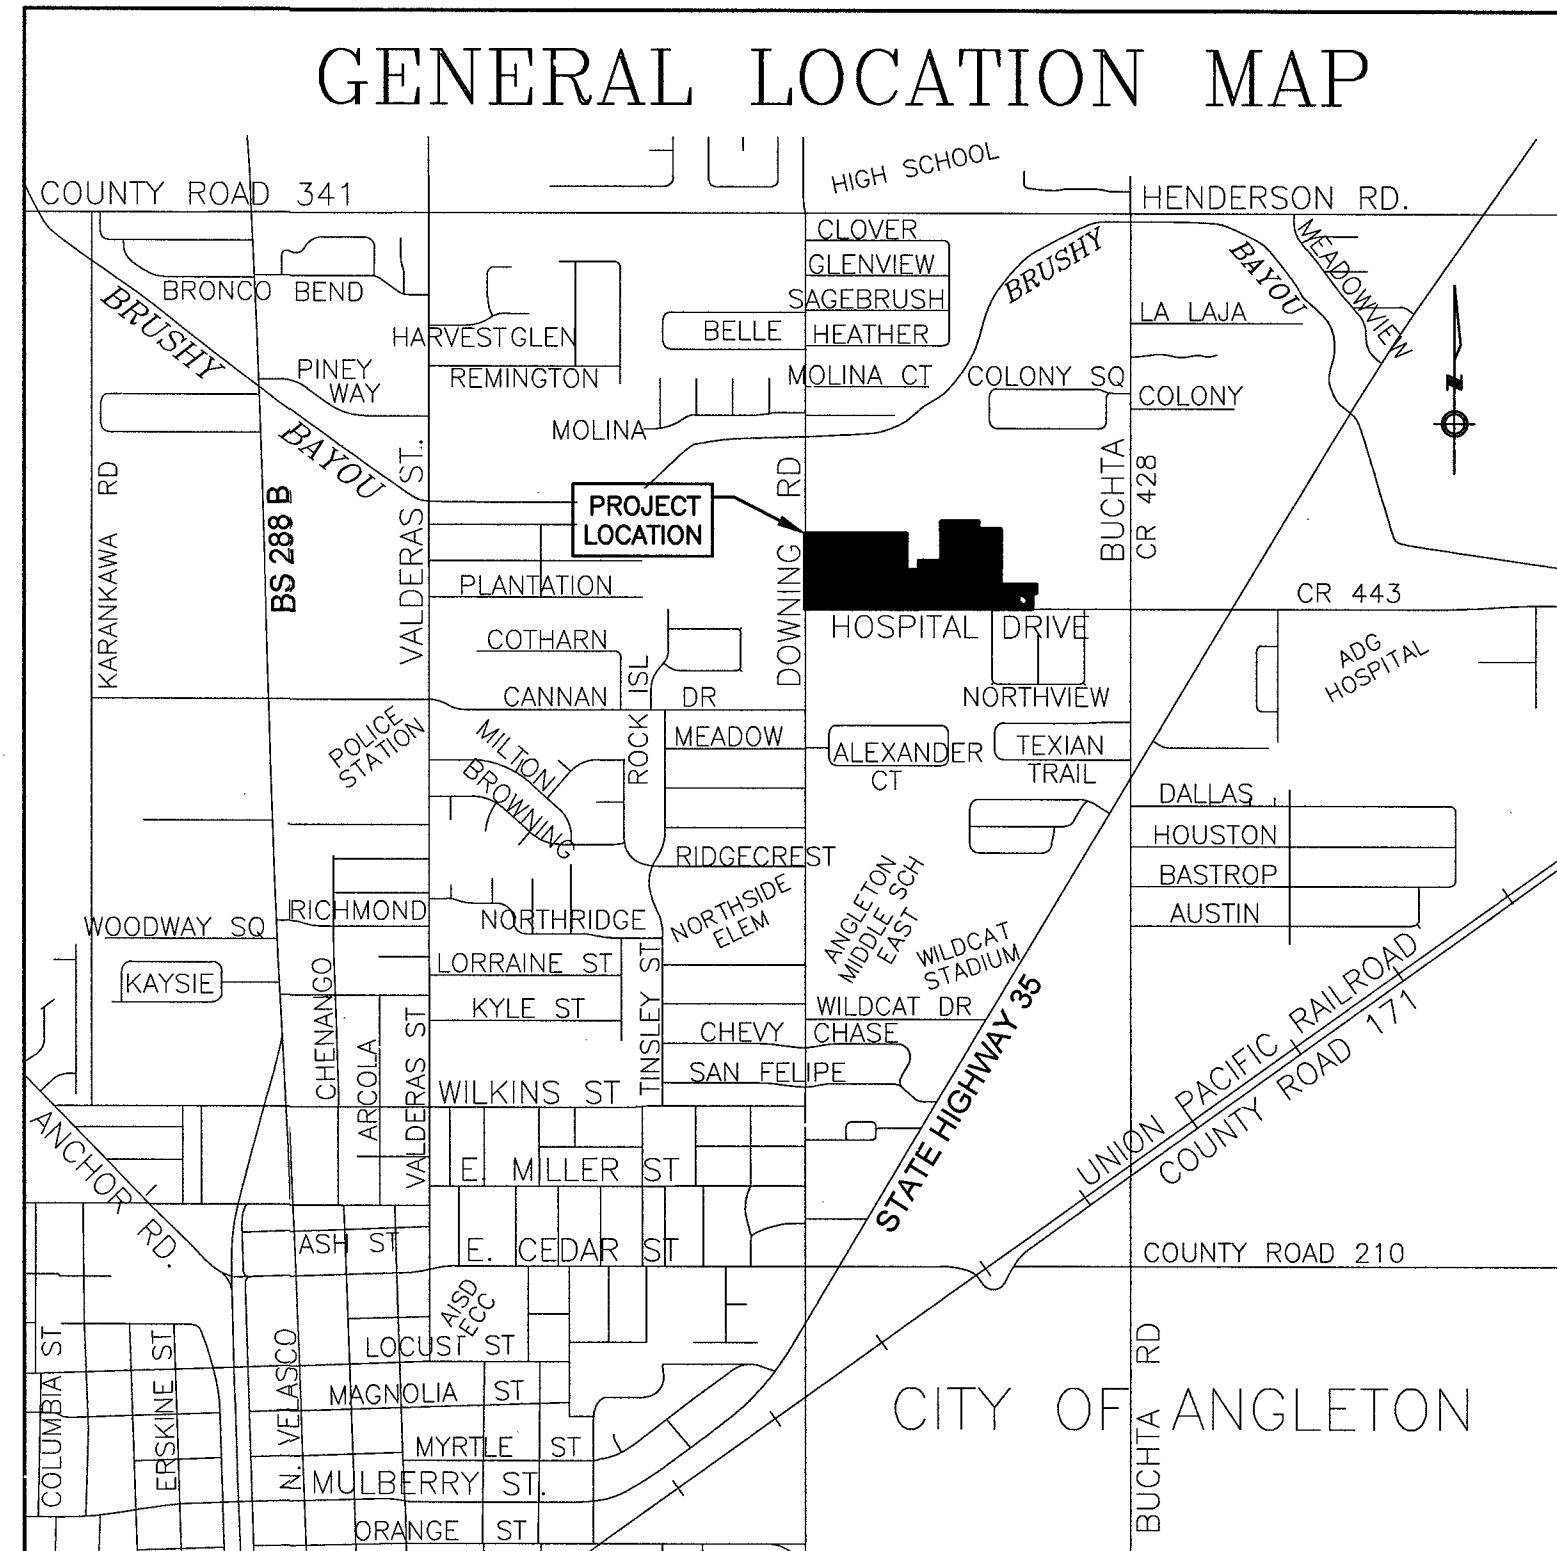 GENERAL LOCATION MAP
HIGH SCHOOL
COUNTY ROAD 341
HENDERSON RD.
CLOVER
GLENVIEW
SAGEBRUSH
HEATHER
BELLE
BRUSHY
BAYOU
MEADOWVIEW
BRONCO BEND
BRUSHY
BAYOU
HARVEST GLEN
LA LAJA
PINEY
WAY
REMINGTON
MOLINA CT
COLONY SQ
COLONY
MOLINA
KARANKAWA RD
BS 288 B
VALDERAS ST.
PROJECT
LOCATION
DOWNING RD
BUCHTA
CR 428
N
PLANTATION
CR 443
HOSPITAL DRIVE
COTHARN
ROCK ISL
CANNAN DR
NORTHVIEW
ADG
HOSPITAL
POLICE
STATION
MILTON
BROWNING
MEADOW
ALEXANDER
CT
TEXIAN
TRAIL
DALLAS
HOUSTON
BASTROP
AUSTIN
RIDGECREST
WOODWAY SQ
RICHMOND
NORTHRIDGE
NORTHSIDE
ELEM
ANGLETON
MIDDLE SCH
EAST
WILDCAT
STADIUM
KAYSIE
LORRAINE ST
KYLE ST
CHENANGO
ARCOLA
VALDERAS ST
TINSLEY ST
WILDCAT DR
CHEVY CHASE
SAN FELIPE
STATE HIGHWAY 35
UNION PACIFIC RAILROAD
COUNTY ROAD 171
WILKINS ST
ANCHOR RD.
E. MILLER ST
ASH ST
E. CEDAR ST
COUNTY ROAD 210
AISD
ECC
LOCUST ST
COLUMBIA ST
ERSKINE ST
N. VELASCO
MAGNOLIA ST
CITY OF ANGLETON
BUCHTA RD
MYRTLE ST
MULBERRY ST.
ORANGE ST